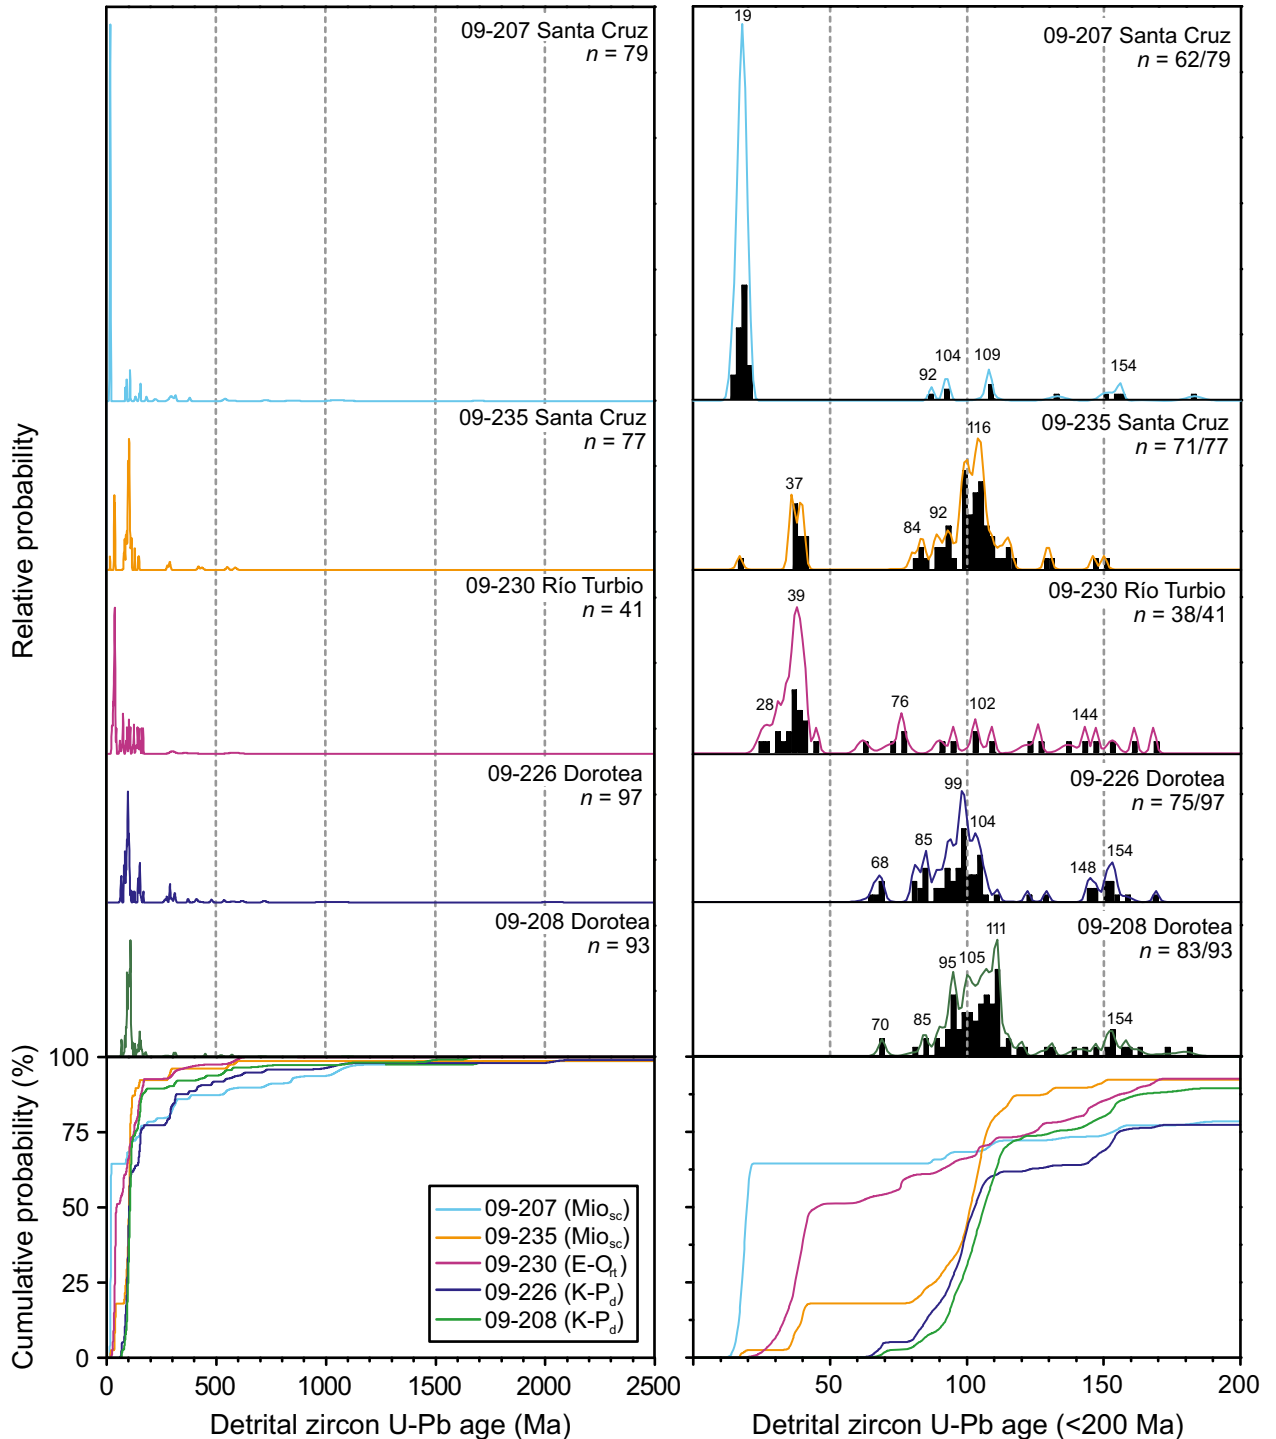 09-207 Santa Cruz
n = 79
09-235 Santa Cruz
n = 77
09-230 Río Turbio
n = 41
09-226 Dorotea
n = 97
09-208 Dorotea
n = 93
Relative probability
19
09-207 Santa Cruz
n = 62/79
92
104
109
154
09-235 Santa Cruz
n = 71/77
37
84
92
116
09-230 Río Turbio
n = 38/41
28
39
76
102
144
09-226 Dorotea
n = 75/97
68
85
99
104
148
154
09-208 Dorotea
n = 83/93
70
85
95
105
111
154
Cumulative probability (%)
100
75
50
25
0
09-207 (Miosc)
09-235 (Miosc)
09-230 (E-Ort)
09-226 (K-Pd)
09-208 (K-Pd)
0 500 1000 1500 2000 2500
Detrital zircon U-Pb age (Ma)
50 100 150 200
Detrital zircon U-Pb age (<200 Ma)